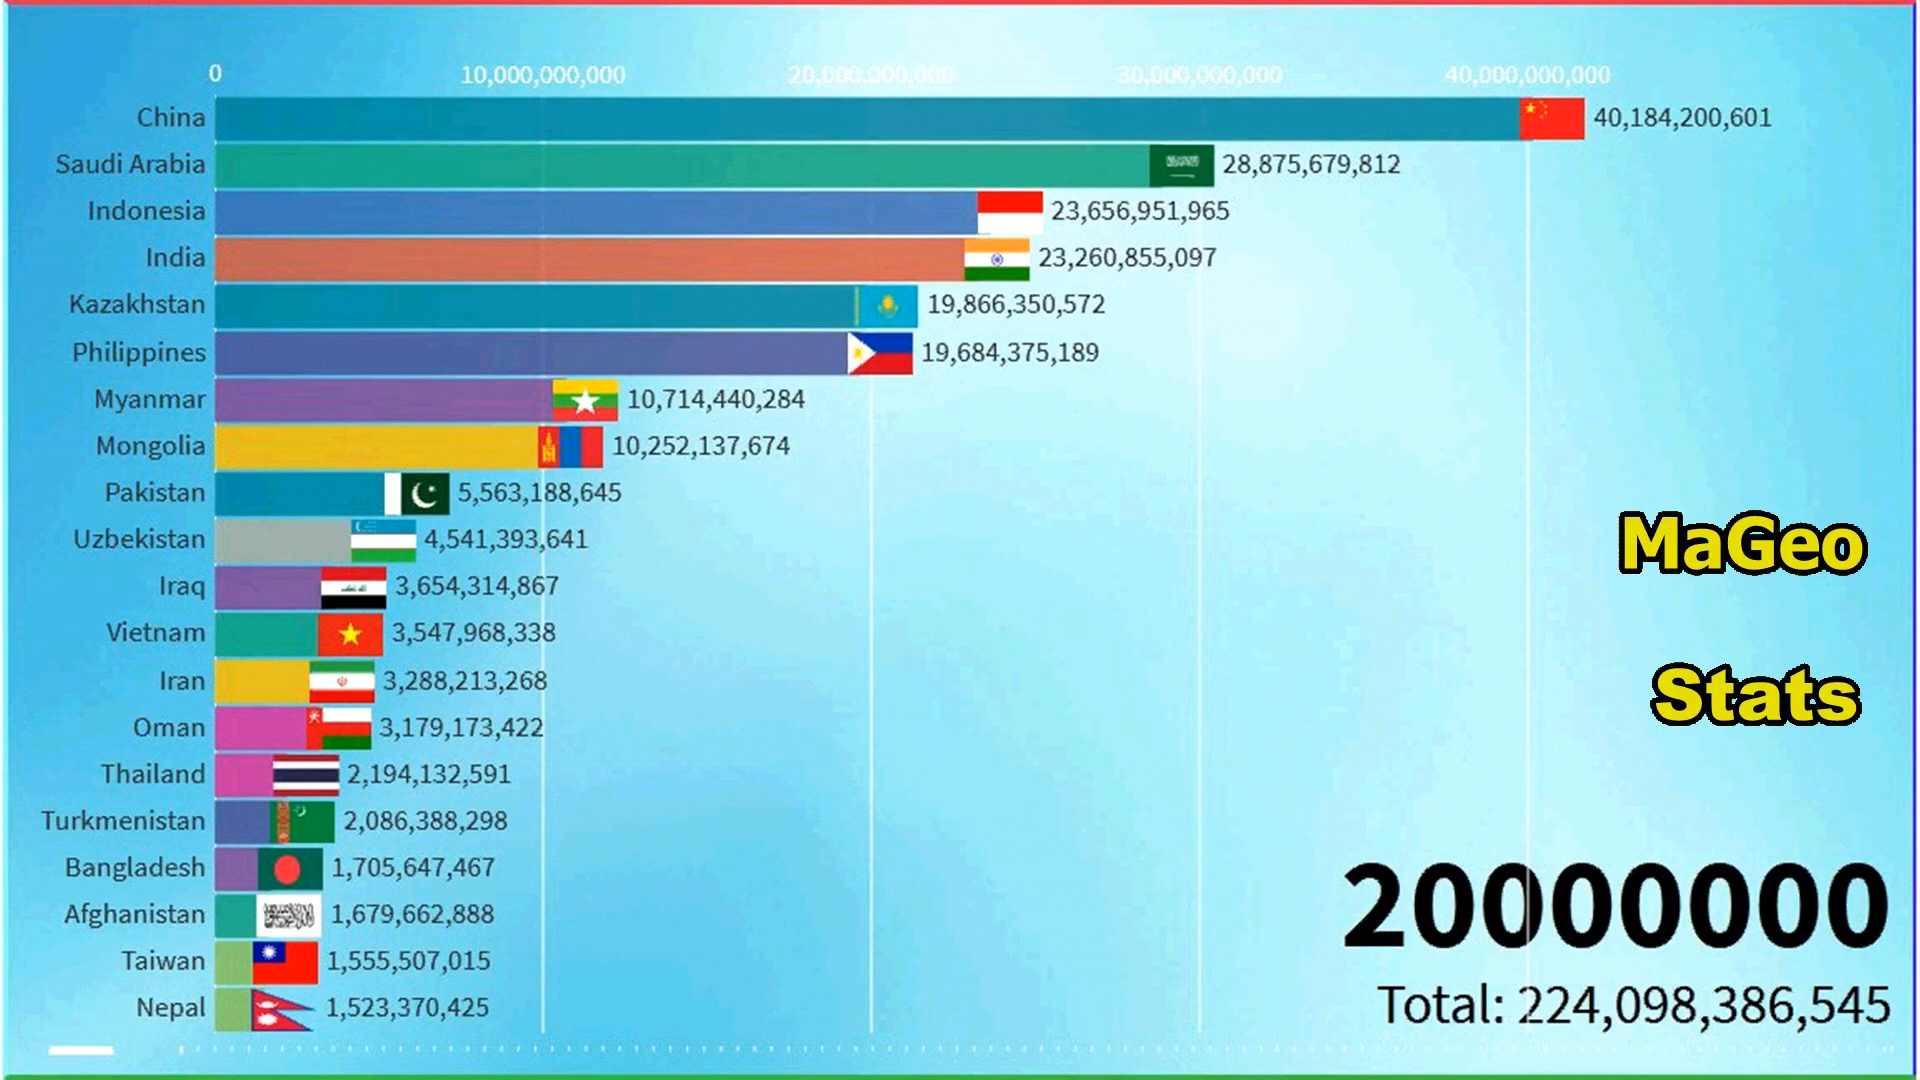 0 10,000,000,000 20,000,000,000 30,000,000,000 40,000,000,000
China 40,184,200,601
Saudi Arabia 28,875,679,812
Indonesia 23,656,951,965
India 23,260,855,097
Kazakhstan 19,866,350,572
Philippines 19,684,375,189
Myanmar 10,714,440,284
Mongolia 10,252,137,674
Pakistan 5,563,188,645
Uzbekistan 4,541,393,641
MaGeo
Iraq 3,654,314,867
Vietnam 3,547,968,338
Iran 3,288,213,268
Stats
Oman 3,179,173,422
Thailand 2,194,132,591
Turkmenistan 2,086,388,298
Bangladesh 1,705,647,467
Afghanistan 1,679,662,888
20000000
Taiwan 1,555,507,015
Nepal 1,523,370,425
Total: 224,098,386,545